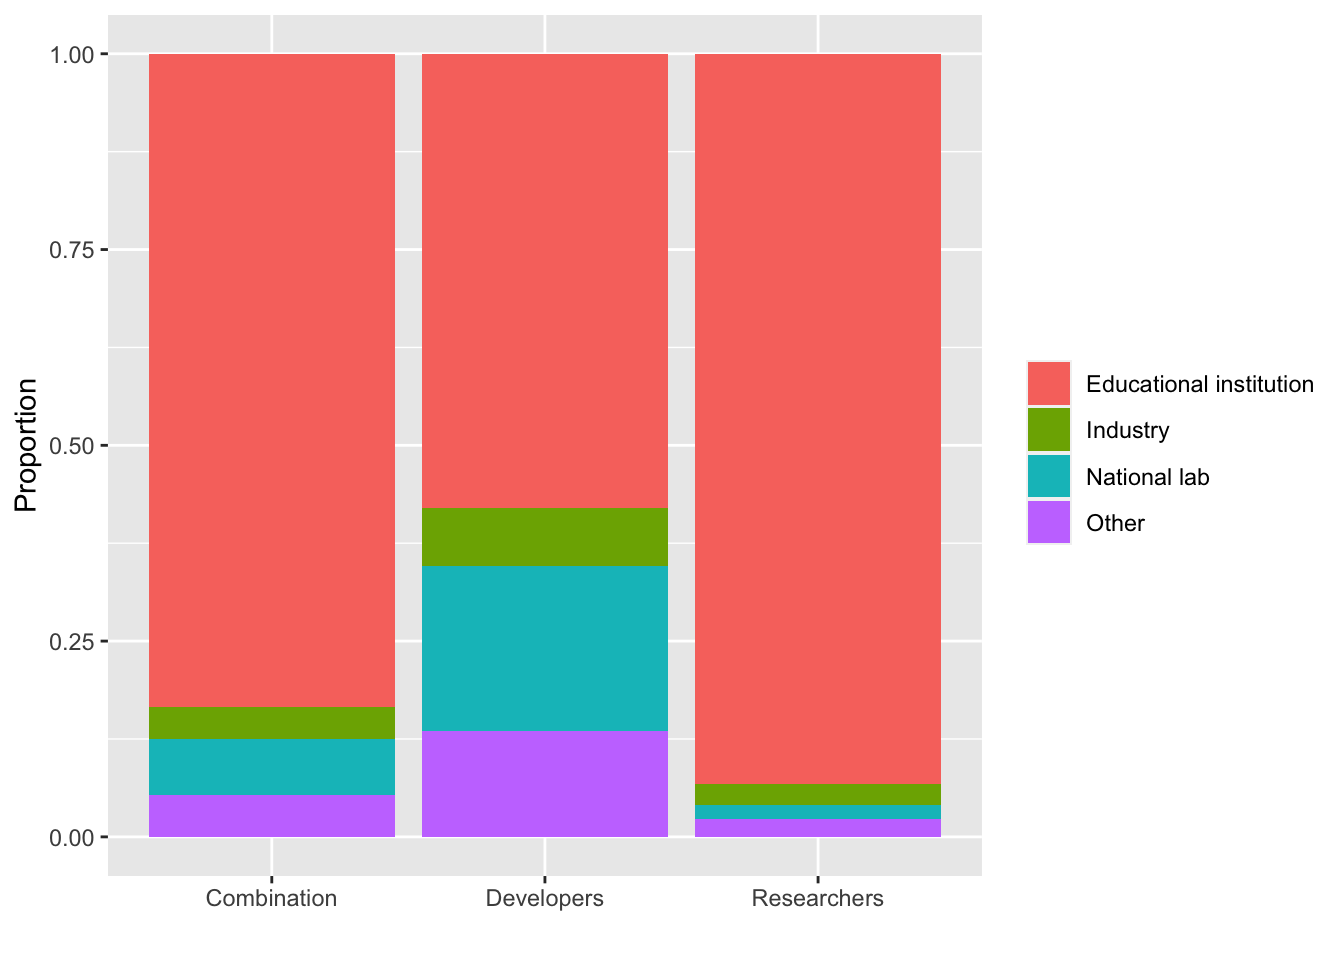 Proportion
1.00
0.75
0.50
0.25
0.00
Combination
Developers
Researchers
Educational institution
Industry
National lab
Other